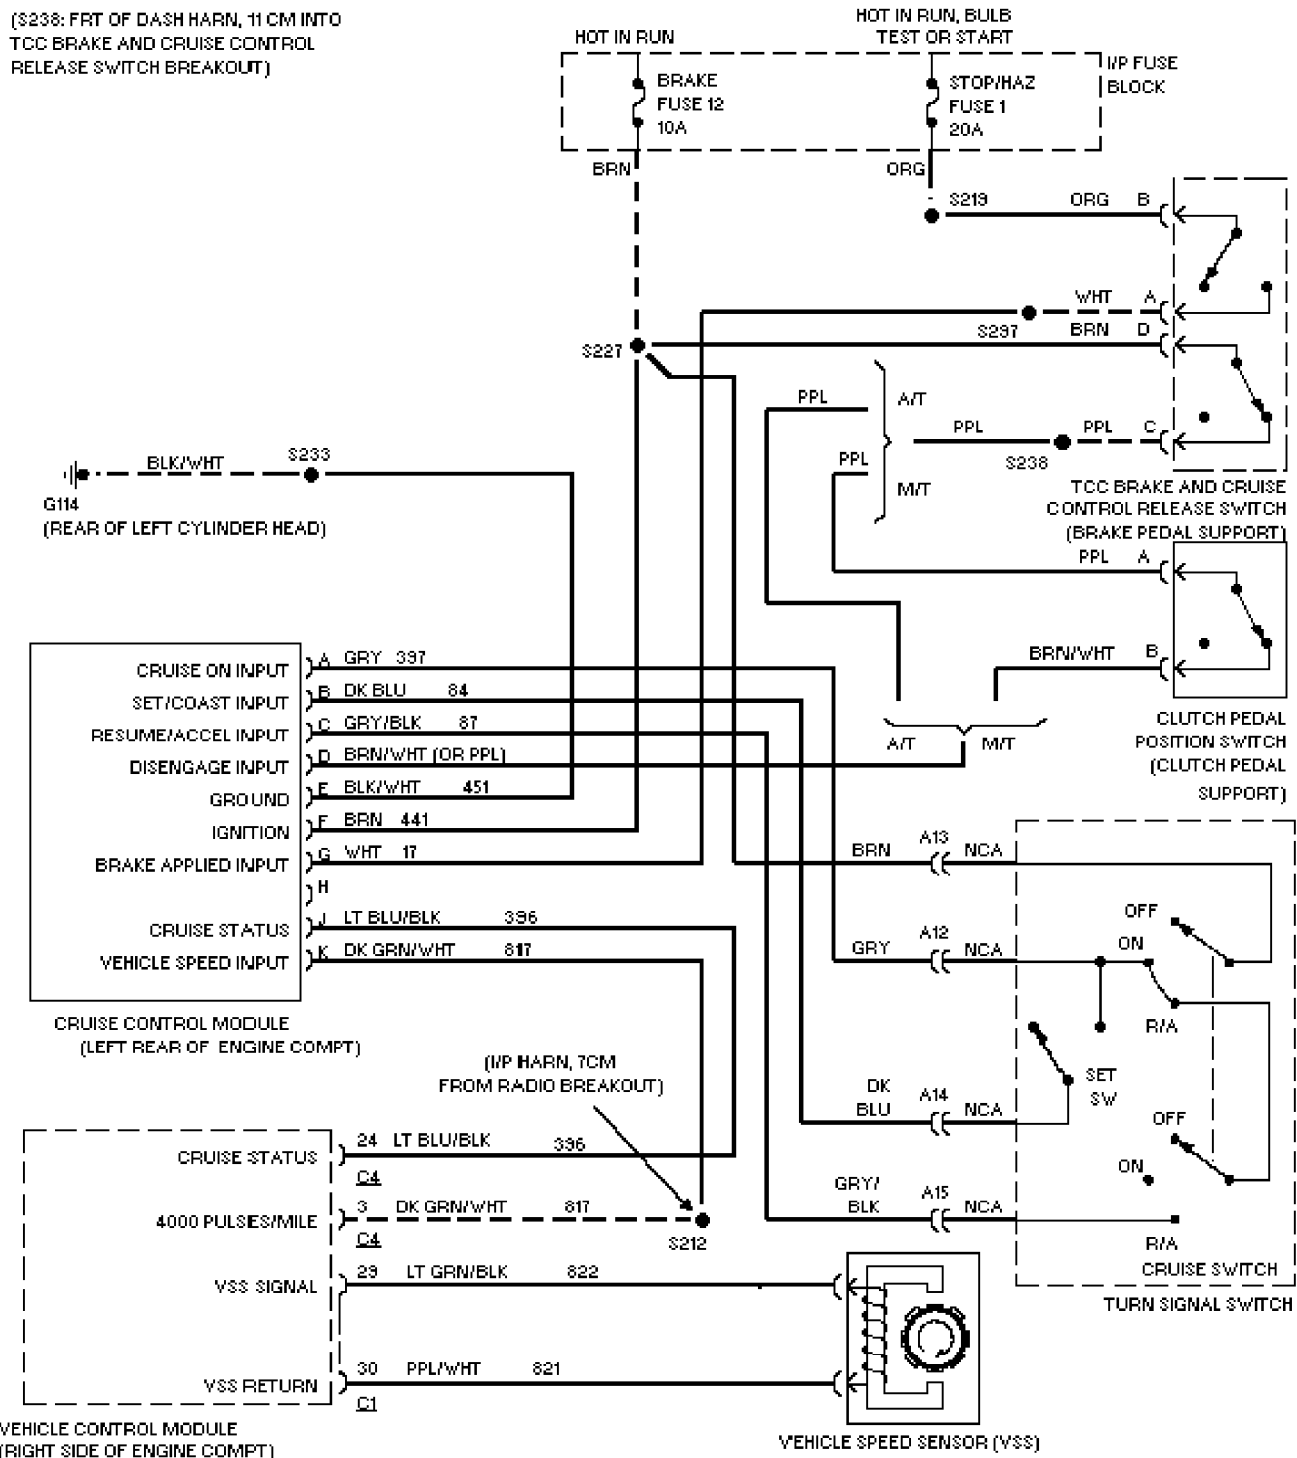 (S238: FRT OF DASH HARN, 11 CM INTO
TCC BRAKE AND CRUISE CONTROL
RELEASE SWITCH BREAKOUT)
HOT IN RUN
HOT IN RUN, BULB
TEST OR START
I/P FUSE
BLOCK
BRAKE
FUSE 12
10A
STOP/HAZ
FUSE 1
20A
BRN
ORG
S219
ORG B
WHT A
S297
BRN D
S227
PPL
A/T
PPL
PPL C
S238
PPL
M/T
TCC BRAKE AND CRUISE
CONTROL RELEASE SWITCH
(BRAKE PEDAL SUPPORT)
BLK/WHT
S233
G114
(REAR OF LEFT CYLINDER HEAD)
PPL A
BRN/WHT B
CLUTCH PEDAL
POSITION SWITCH
(CLUTCH PEDAL
SUPPORT)
A/T
M/T
CRUISE ON INPUT A GRY 397
SET/COAST INPUT B DK BLU 84
RESUME/ACCEL INPUT C GRY/BLK 87
DISENGAGE INPUT D BRN/WHT (OR PPL)
GROUND E BLK/WHT 451
IGNITION F BRN 441
BRAKE APPLIED INPUT G WHT 17
H
CRUISE STATUS J LT BLU/BLK 396
VEHICLE SPEED INPUT K DK GRN/WHT 817
CRUISE CONTROL MODULE
(LEFT REAR OF ENGINE COMPT)
BRN A13 NCA
GRY A12 NCA
OFF
ON
R/A
SET
SW
DK
BLU A14 NCA
OFF
ON
GRY/
BLK A15 NCA
R/A
CRUISE SWITCH
TURN SIGNAL SWITCH
(I/P HARN, 7CM
FROM RADIO BREAKOUT)
CRUISE STATUS 24 LT BLU/BLK 396
C4
4000 PULSES/MILE 3 DK GRN/WHT 817
C4
S212
VSS SIGNAL 29 LT GRN/BLK 822
VSS RETURN 30 PPL/WHT 821
C1
VEHICLE CONTROL MODULE
(RIGHT SIDE OF ENGINE COMPT)
VEHICLE SPEED SENSOR (VSS)